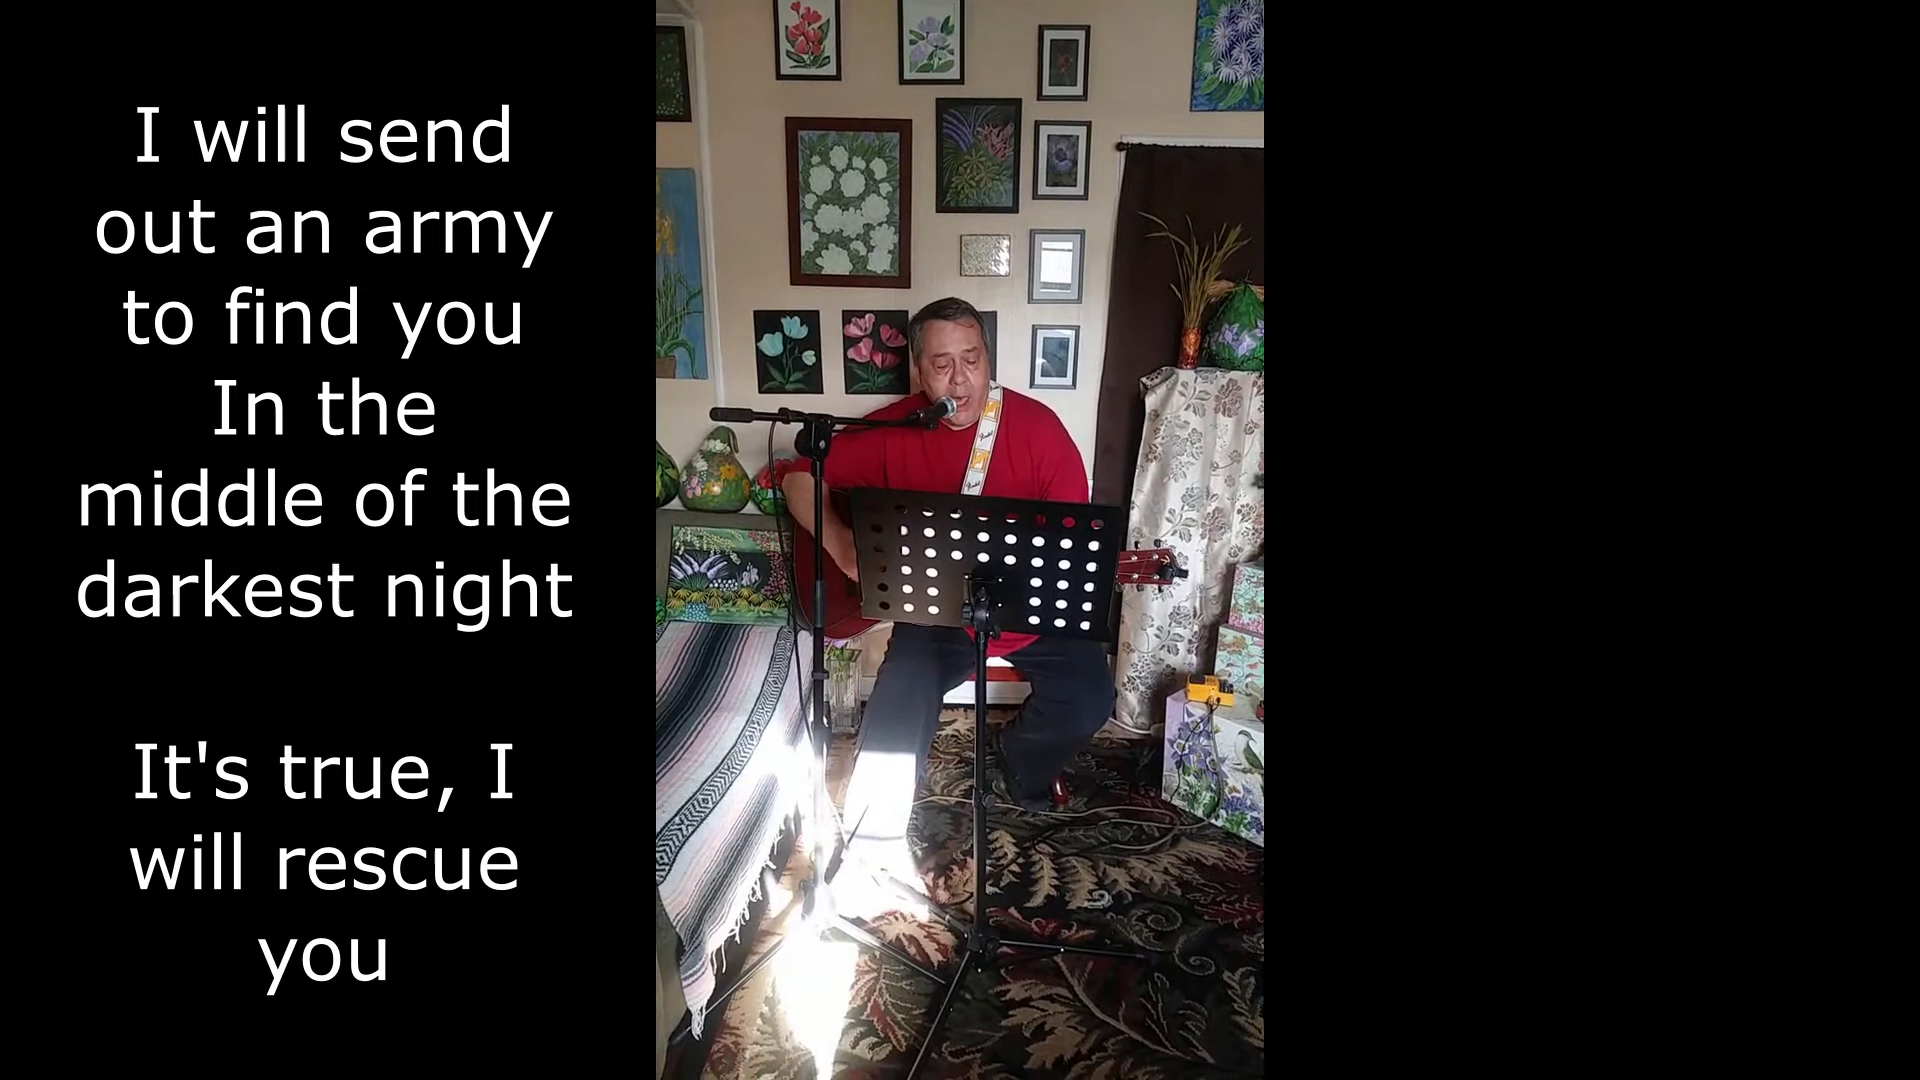 I will send
out an army
to find you
In the
middle of the
darkest night
It's true, I
will rescue
you